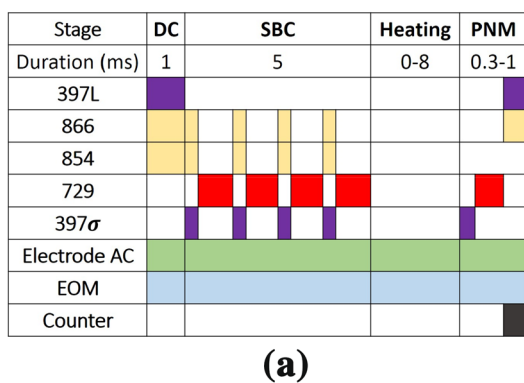 Stage DC SBC Heating PNM
Duration (ms) 1 5 0-8 0.3-1
397L
866
854
729
397σ
Electrode AC
EOM
Counter
(a)